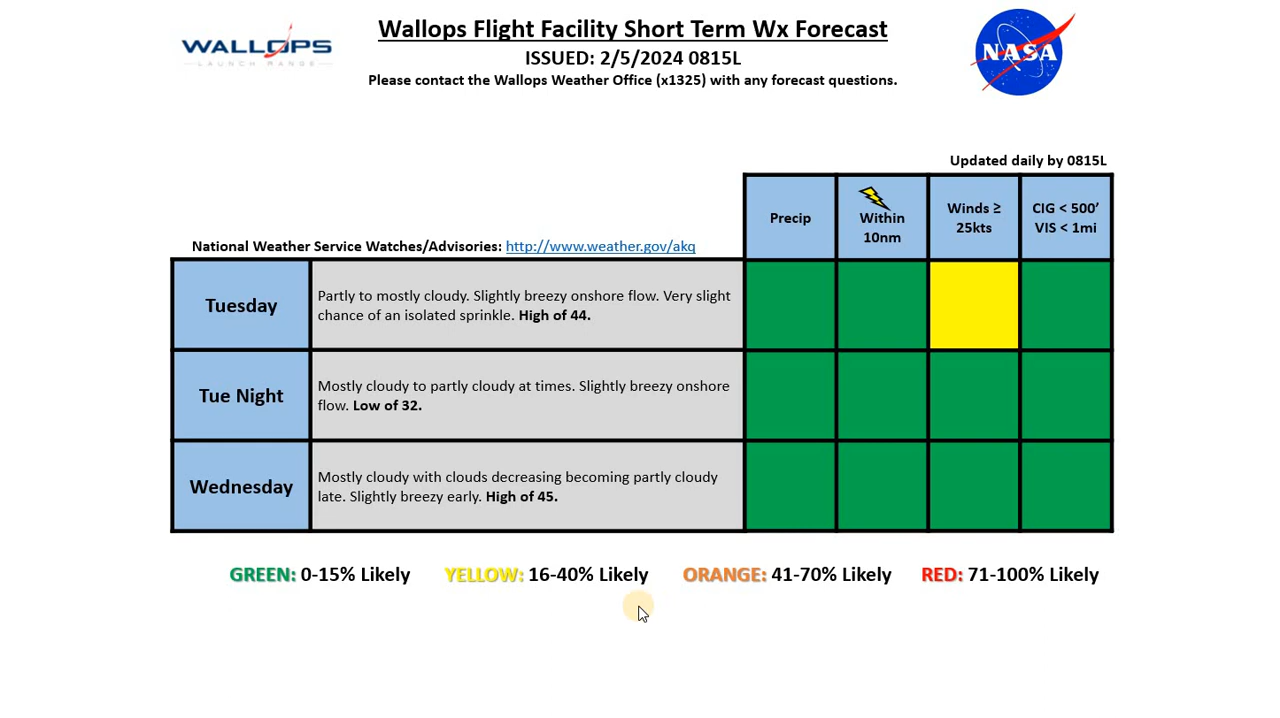 WALLOPS
LAUNCH RANGE
Wallops Flight Facility Short Term Wx Forecast
ISSUED: 2/5/2024 0815L
Please contact the Wallops Weather Office (x1325) with any forecast questions.
NASA
Updated daily by 0815L
National Weather Service Watches/Advisories: http://www.weather.gov/akq
Precip
Within
10nm
Winds ≥
25kts
CIG < 500’
VIS < 1mi
Tuesday
Partly to mostly cloudy. Slightly breezy onshore flow. Very slight
chance of an isolated sprinkle. High of 44.
Tue Night
Mostly cloudy to partly cloudy at times. Slightly breezy onshore
flow. Low of 32.
Wednesday
Mostly cloudy with clouds decreasing becoming partly cloudy
late. Slightly breezy early. High of 45.
GREEN: 0-15% Likely YELLOW: 16-40% Likely ORANGE: 41-70% Likely RED: 71-100% Likely